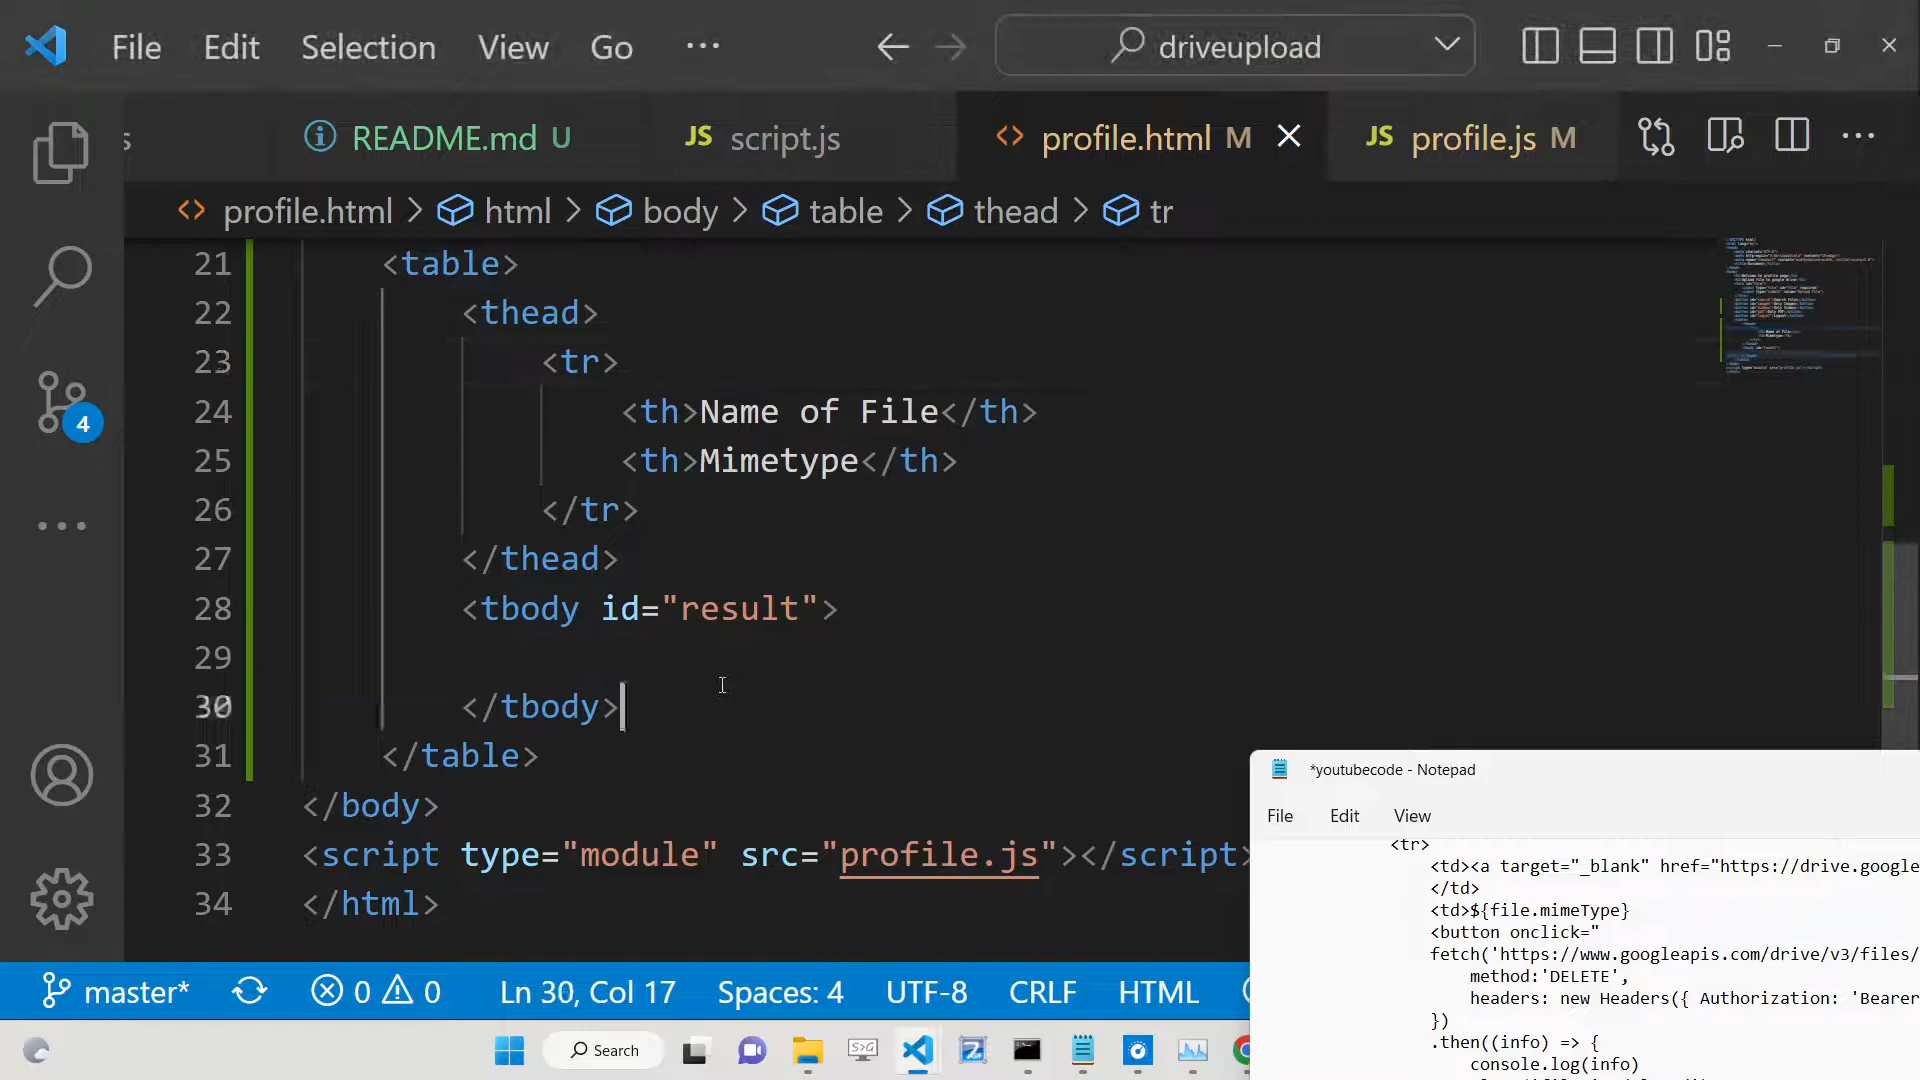 File Edit Selection View Go ···
driveupload
s
README.md U
JS script.js
profile.html M
JS profile.js M
profile.html > html > body > table > thead > tr
21 <table>
22 <thead>
23 <tr>
24 <th>Name of File</th>
25 <th>Mimetype</th>
26 </tr>
27 </thead>
28 <tbody id="result">
29
30 </tbody>
31 </table>
32 </body>
33 <script type="module" src="profile.js"></script>
34 </html>
4
*youtubecode - Notepad
File Edit View
<tr>
<td><a target="_blank" href="https://drive.google
</td>
<td>${file.mimeType}
<button onclick="
fetch('https://www.googleapis.com/drive/v3/files/
method:'DELETE',
headers: new Headers({ Authorization: 'Bearer
})
.then((info) => {
console.log(info)
master* 0 0 Ln 30, Col 17 Spaces: 4 UTF-8 CRLF HTML
Search